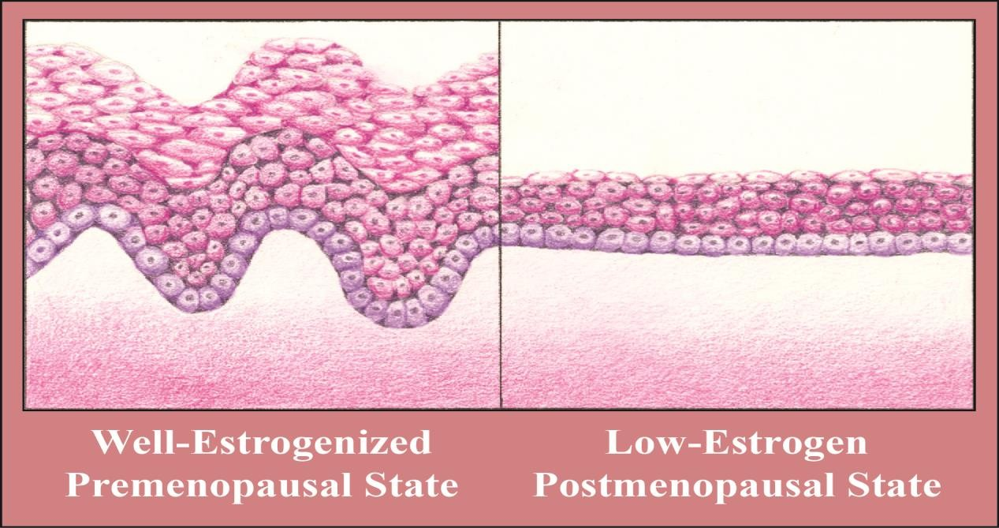 Well-Estrogenized
Premenopausal State
Low-Estrogen
Postmenopausal State